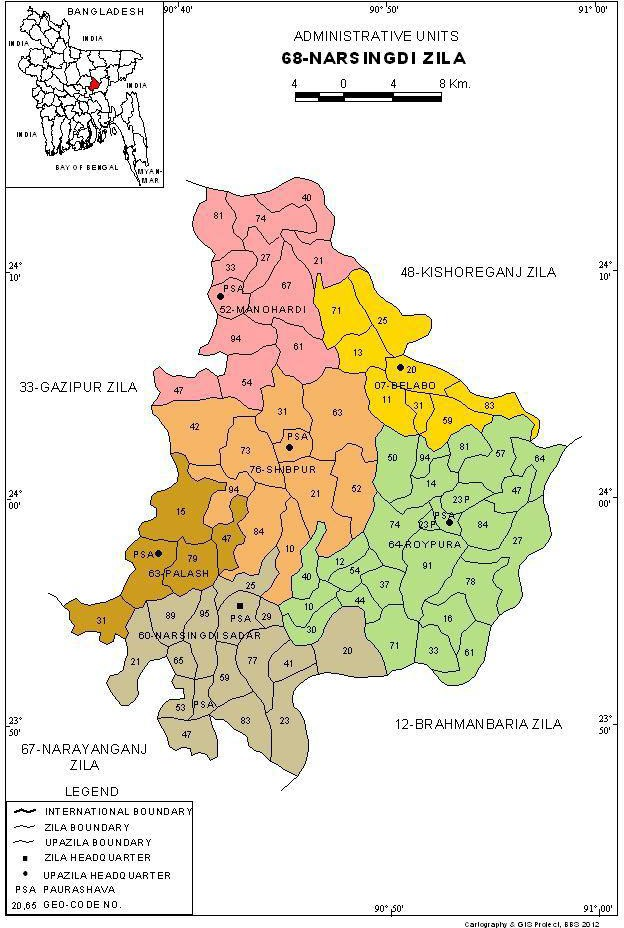 BANGLADESH
INDIA
INDIA
INDIA
INDIA
BAY OF BENGAL
MYAN-
MAR
90° 40'
90° 50'
91° 00'
ADMINISTRATIVE UNITS
68-NARSINGDI ZILA
4 0 4 8 Km.
24° 10'
24° 10'
48-KISHOREGANJ ZILA
33-GAZIPUR ZILA
40
81
74
27
21
33
PSA
67
52-MANOHARDI
94
61
54
47
71
25
13
20
07-BELABO
11
31
59
83
42
31
63
73
PSA
76-SHIBPUR
94
21
52
84
10
24° 00'
24° 00'
15
47
PSA
79
63-PALASH
31
50
94
81
57
64
14
47
23P
PSA
74
23P
84
27
64-ROYPURA
91
12
54
40
37
78
44
10
16
30
71
33
61
25
89
95
PSA
29
60-NARSINGDI SADAR
21
65
77
41
20
59
53
PSA
83
23
47
23° 50'
23° 50'
12-BRAHMANBARIA ZILA
67-NARAYANGANJ
ZILA
LEGEND
INTERNATIONAL BOUNDARY
ZILA BOUNDARY
UPAZILA BOUNDARY
ZILA HEADQUARTER
UPAZILA HEADQUARTER
PSA PAURASHAVA
20,65 GEO-CODE NO.
90° 50'
91° 00'
Cartography & GIS Project, BBS 2012